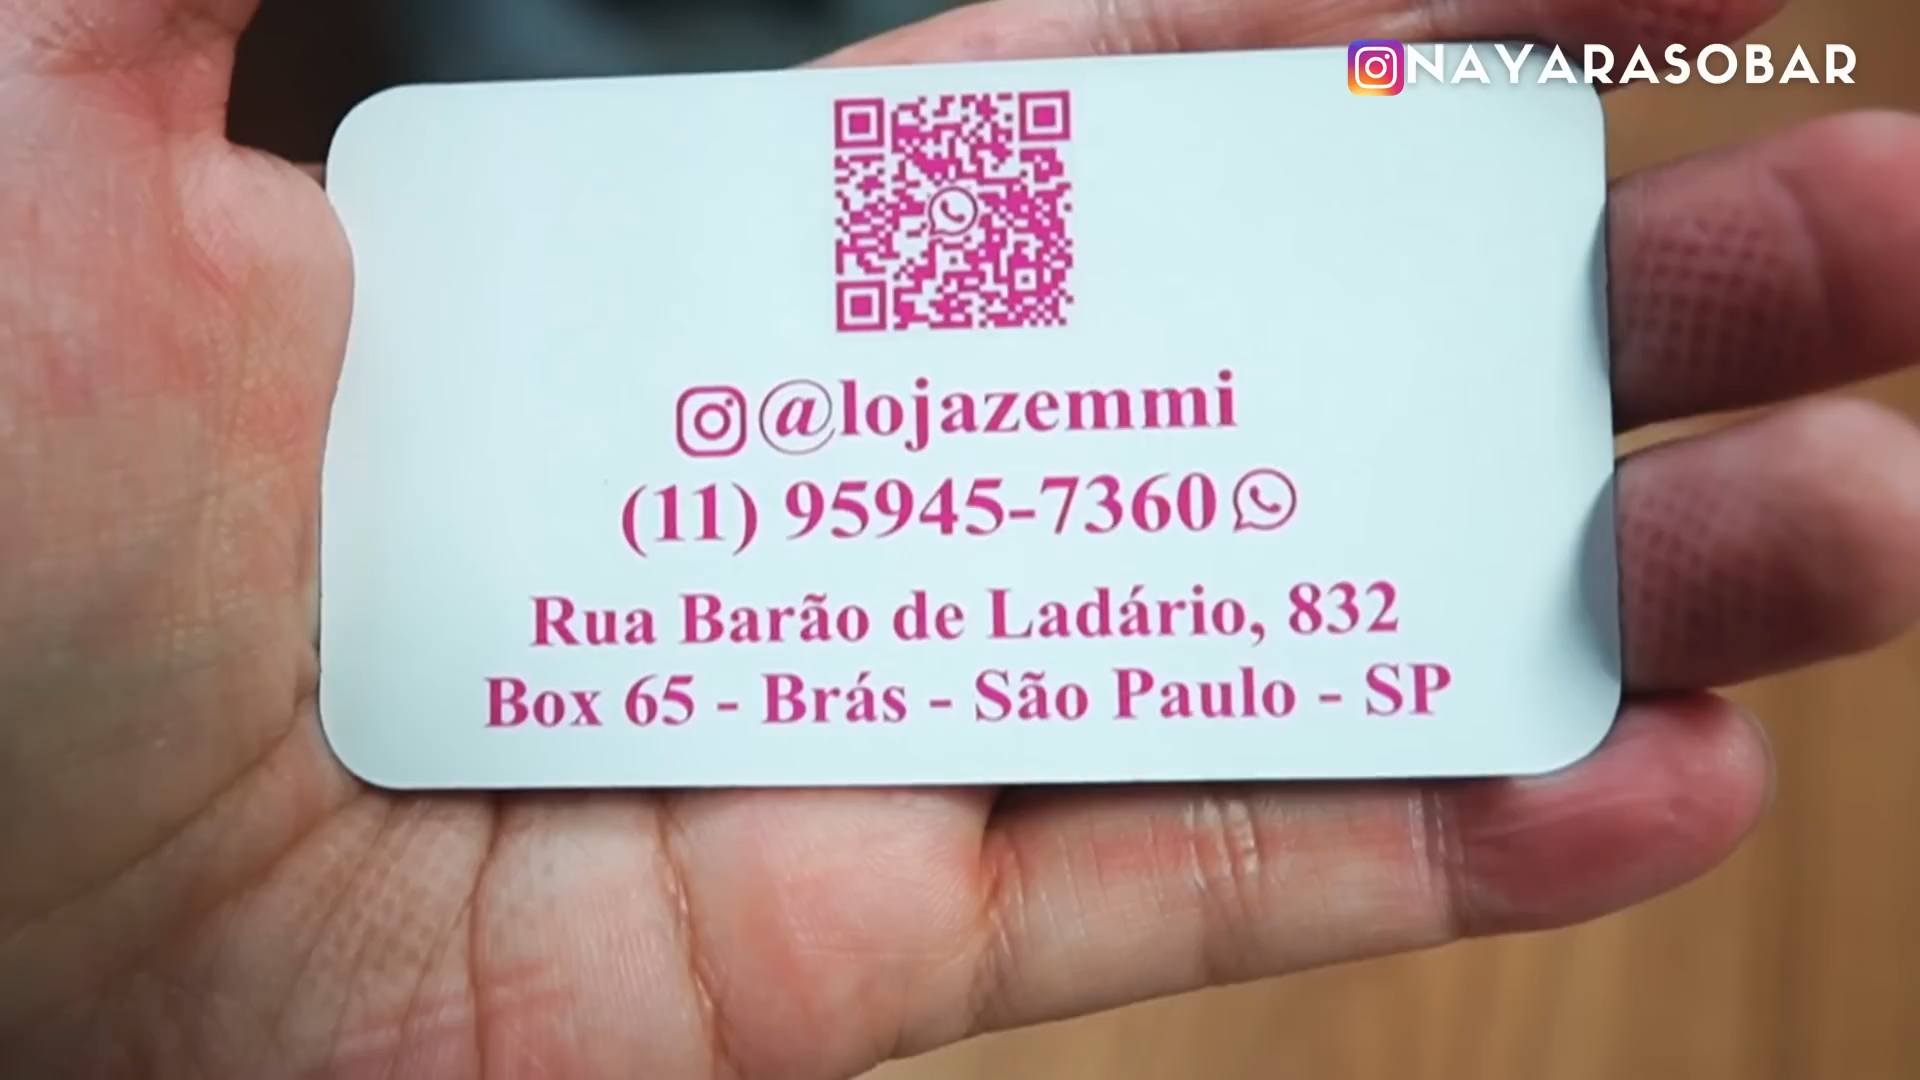 NAYARASOBAR
@lojazemmi
(11) 95945-7360
Rua Barão de Ladário, 832
Box 65 - Brás - São Paulo - SP